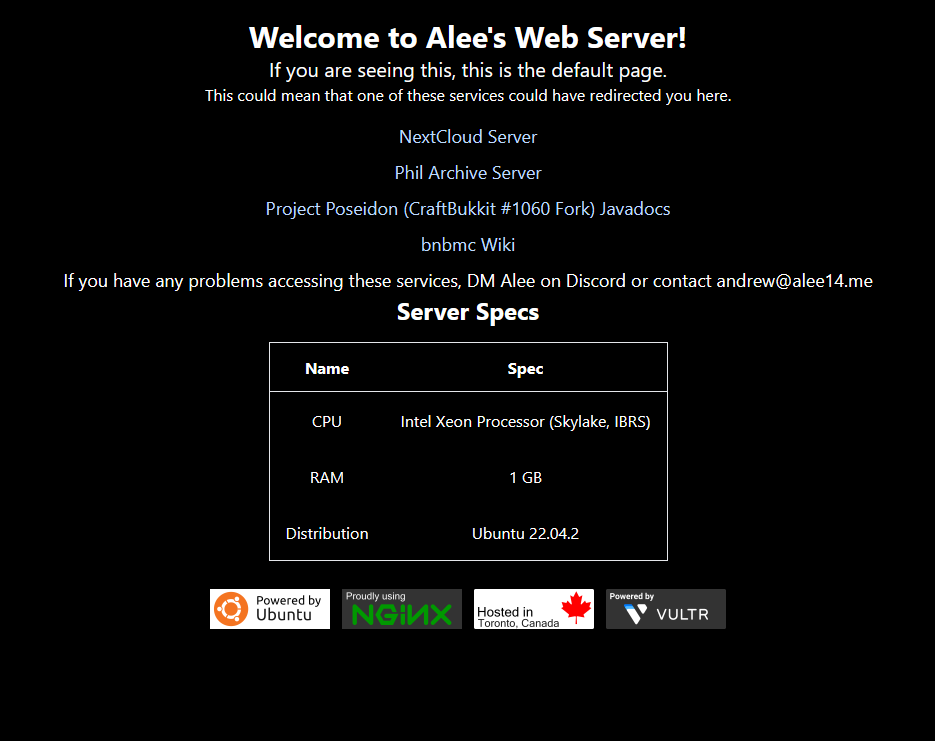 Welcome to Alee's Web Server!
If you are seeing this, this is the default page.
This could mean that one of these services could have redirected you here.
NextCloud Server
Phil Archive Server
Project Poseidon (CraftBukkit #1060 Fork) Javadocs
bnbmc Wiki
If you have any problems accessing these services, DM Alee on Discord or contact andrew@alee14.me
Server Specs
Name Spec
CPU Intel Xeon Processor (Skylake, IBRS)
RAM 1 GB
Distribution Ubuntu 22.04.2
Powered by
Ubuntu
Proudly using
NGiNX
Hosted in
Toronto, Canada
Powered by
VULTR